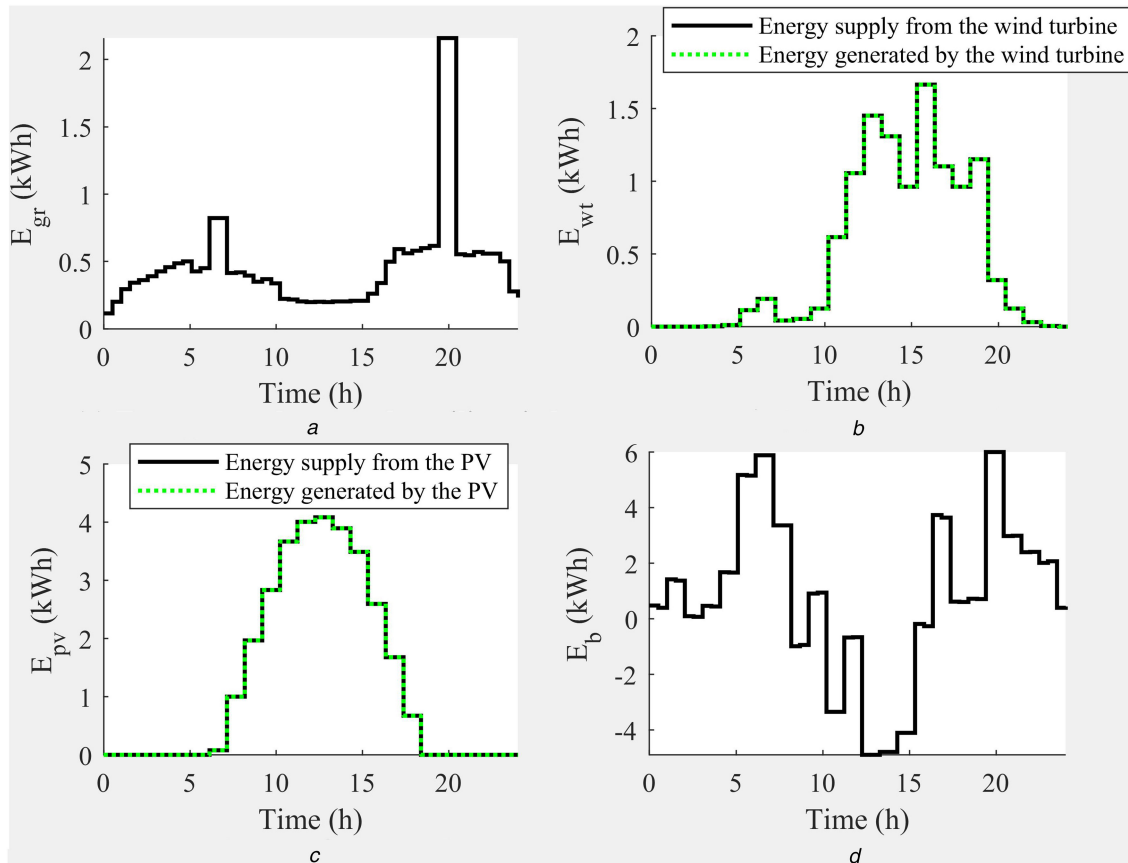 2
1.5
1
0.5
0
E_gr (kWh)
0 5 10 15 20
Time (h)
a
Energy supply from the wind turbine
Energy generated by the wind turbine
2
1.5
1
0.5
0
E_wt (kWh)
0 5 10 15 20
Time (h)
b
Energy supply from the PV
Energy generated by the PV
5
4
3
2
1
0
E_pv (kWh)
0 5 10 15 20
Time (h)
c
6
4
2
0
-2
-4
E_b (kWh)
0 5 10 15 20
Time (h)
d